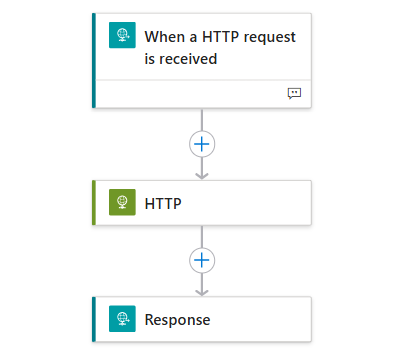 When a HTTP request
is received
HTTP
Response